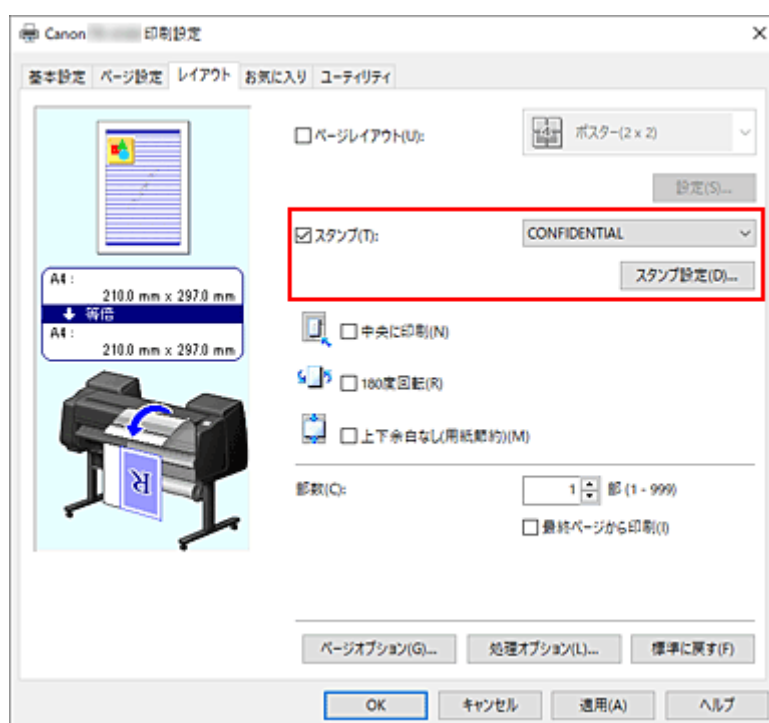 Canon 印刷設定
基本設定 ページ設定 レイアウト お気に入り ユーティリティ
ページレイアウト(U): ポスター(2 x 2)
設定(S)...
スタンプ(T): CONFIDENTIAL
スタンプ設定(D)...
A4 :
210.0 mm x 297.0 mm
等倍
A4 :
210.0 mm x 297.0 mm
中央に印刷(N)
180度回転(R)
上下余白なし(用紙節約)(M)
R
部数(C): 1 部 (1 - 999)
最終ページから印刷(I)
ページオプション(G)... 処理オプション(L)... 標準に戻す(F)
OK キャンセル 適用(A) ヘルプ